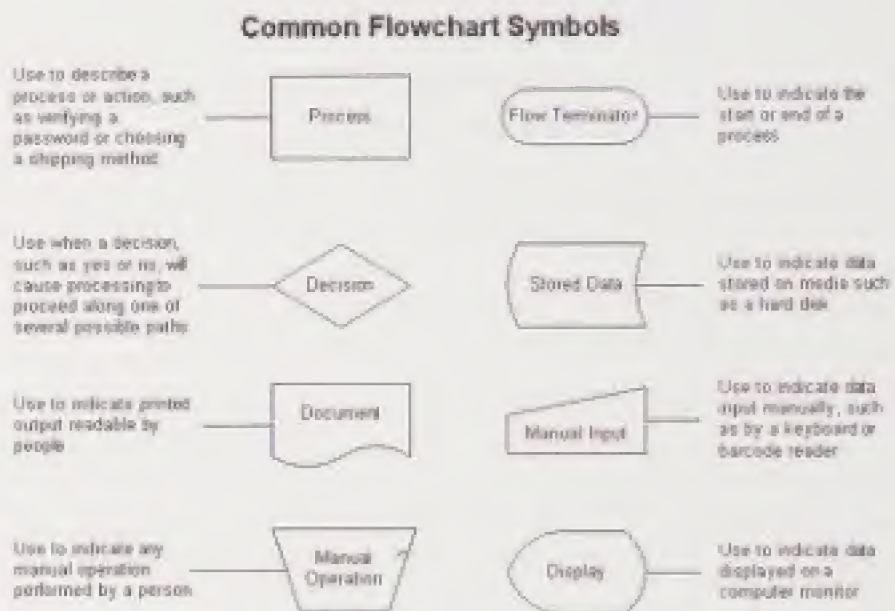 Common Flowchart Symbols
Use to describe a
process or action, such
as verifying a
password or choosing
a shipping method
Process
Flow Terminator
Use to indicate the
start or end of a
process
Use when a decision,
such as yes or no, will
cause processing to
proceed along one of
several possible paths
Decision
Stored Data
Use to indicate data
stored on media such
as a hard disk
Use to indicate printed
output readable by
people
Document
Manual Input
Use to indicate data
input manually, such
as by a keyboard or
barcode reader
Use to indicate any
manual operation
performed by a person
Manual
Operation
Display
Use to indicate data
displayed on a
computer monitor